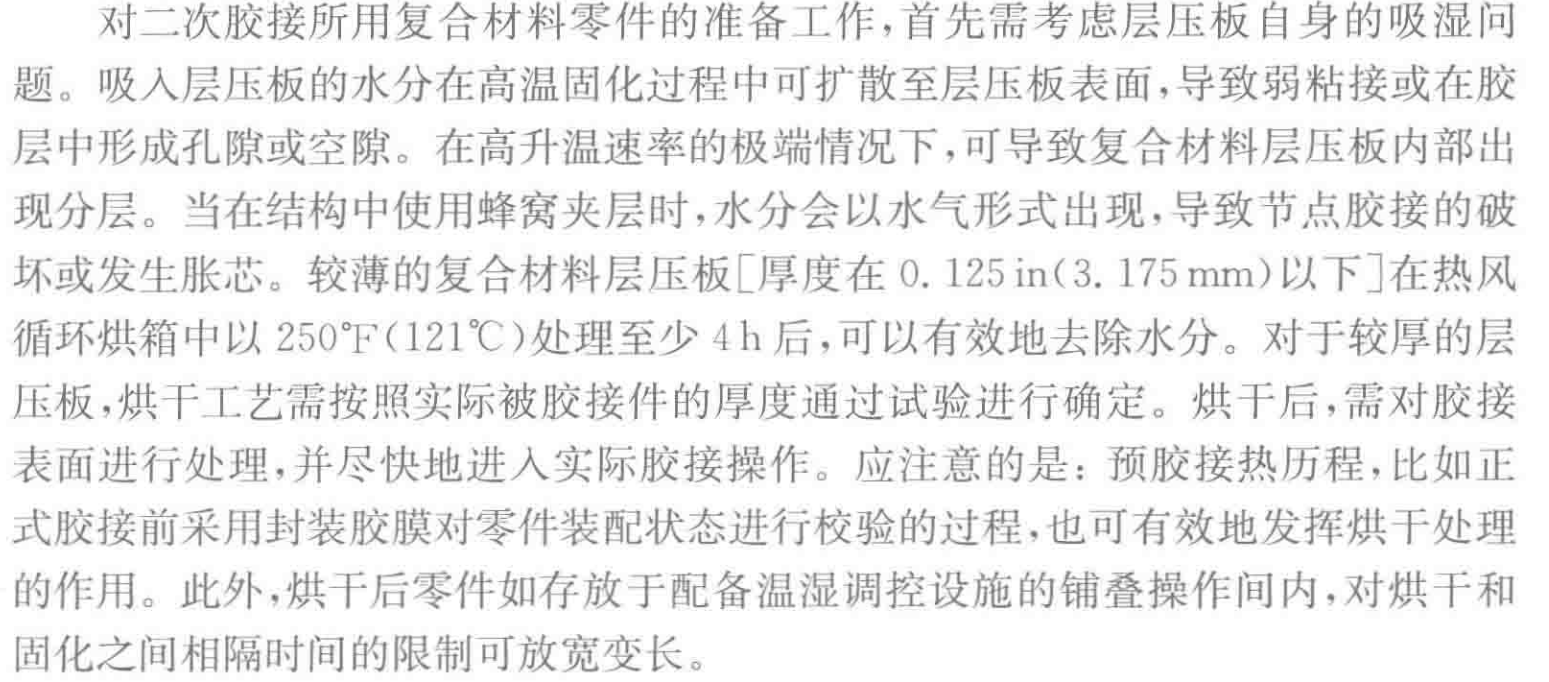 对二次胶接所用复合材料零件的准备工作,首先需考虑层压板自身的吸湿问
题。吸入层压板的水分在高温固化过程中可扩散至层压板表面,导致弱粘接或在胶
层中形成孔隙或空隙。在高升温速率的极端情况下,可导致复合材料层压板内部出
现分层。当在结构中使用蜂窝夹层时,水分会以水气形式出现,导致节点胶接的破
坏或发生胀芯。较薄的复合材料层压板[厚度在 0.125 in(3.175 mm)以下]在热风
循环烘箱中以 250℉(121℃)处理至少 4 h 后,可以有效地去除水分。对于较厚的层
压板,烘干工艺需按照实际被胶接件的厚度通过试验进行确定。烘干后,需对胶接
表面进行处理,并尽快地进入实际胶接操作。应注意的是：预胶接热历程,比如正
式胶接前采用封装胶膜对零件装配状态进行校验的过程,也可有效地发挥烘干处理
的作用。此外,烘干后零件如存放于配备温湿调控设施的铺叠操作间内,对烘干和
固化之间相隔时间的限制可放宽变长。